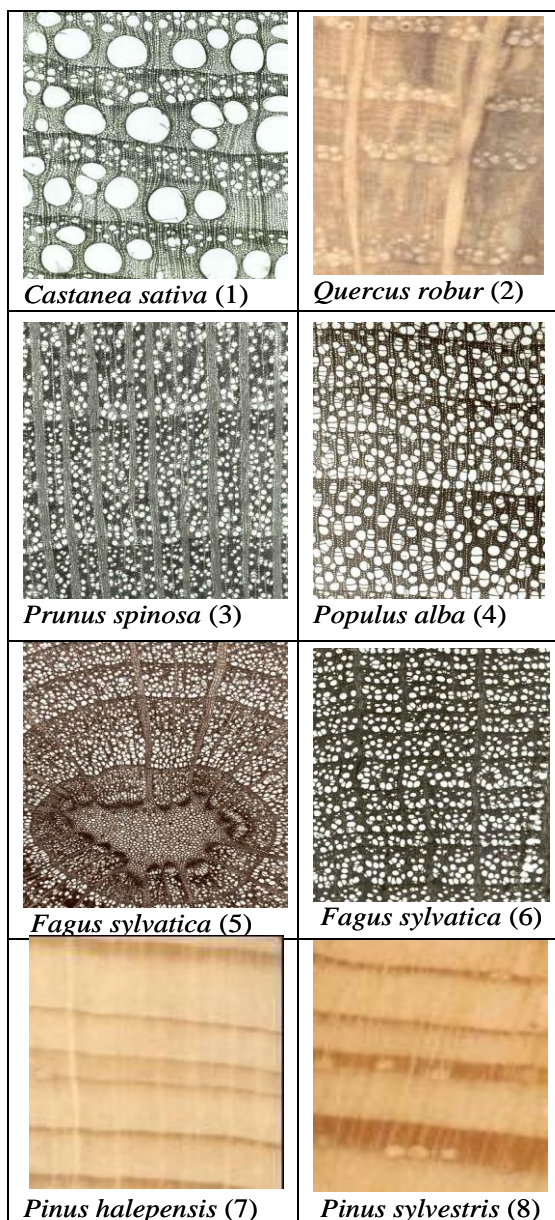 Castanea sativa (1)
Quercus robur (2)
Prunus spinosa (3)
Populus alba (4)
Fagus sylvatica (5)
Fagus sylvatica (6)
Pinus halepensis (7)
Pinus sylvestris (8)